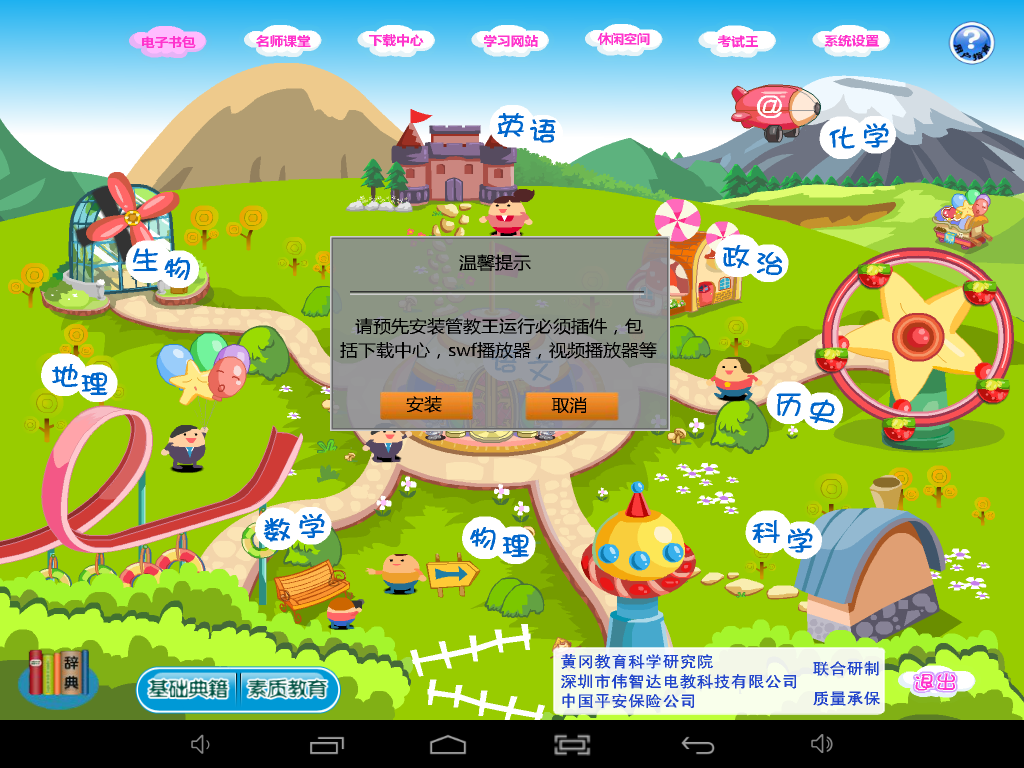 电子书包
名师课堂
下载中心
学习网站
休闲空间
考试王
系统设置
?
@
英语
化学
生物
政治
温馨提示
请预先安装管教王运行必须插件，包
括下载中心，swf播放器，视频播放器等
安装
取消
地理
历史
数学
物理
科学
辞典
基础典籍
素质教育
黄冈教育科学研究院
深圳市伟智达电教科技有限公司
中国平安保险公司
联合研制
质量承保
退出